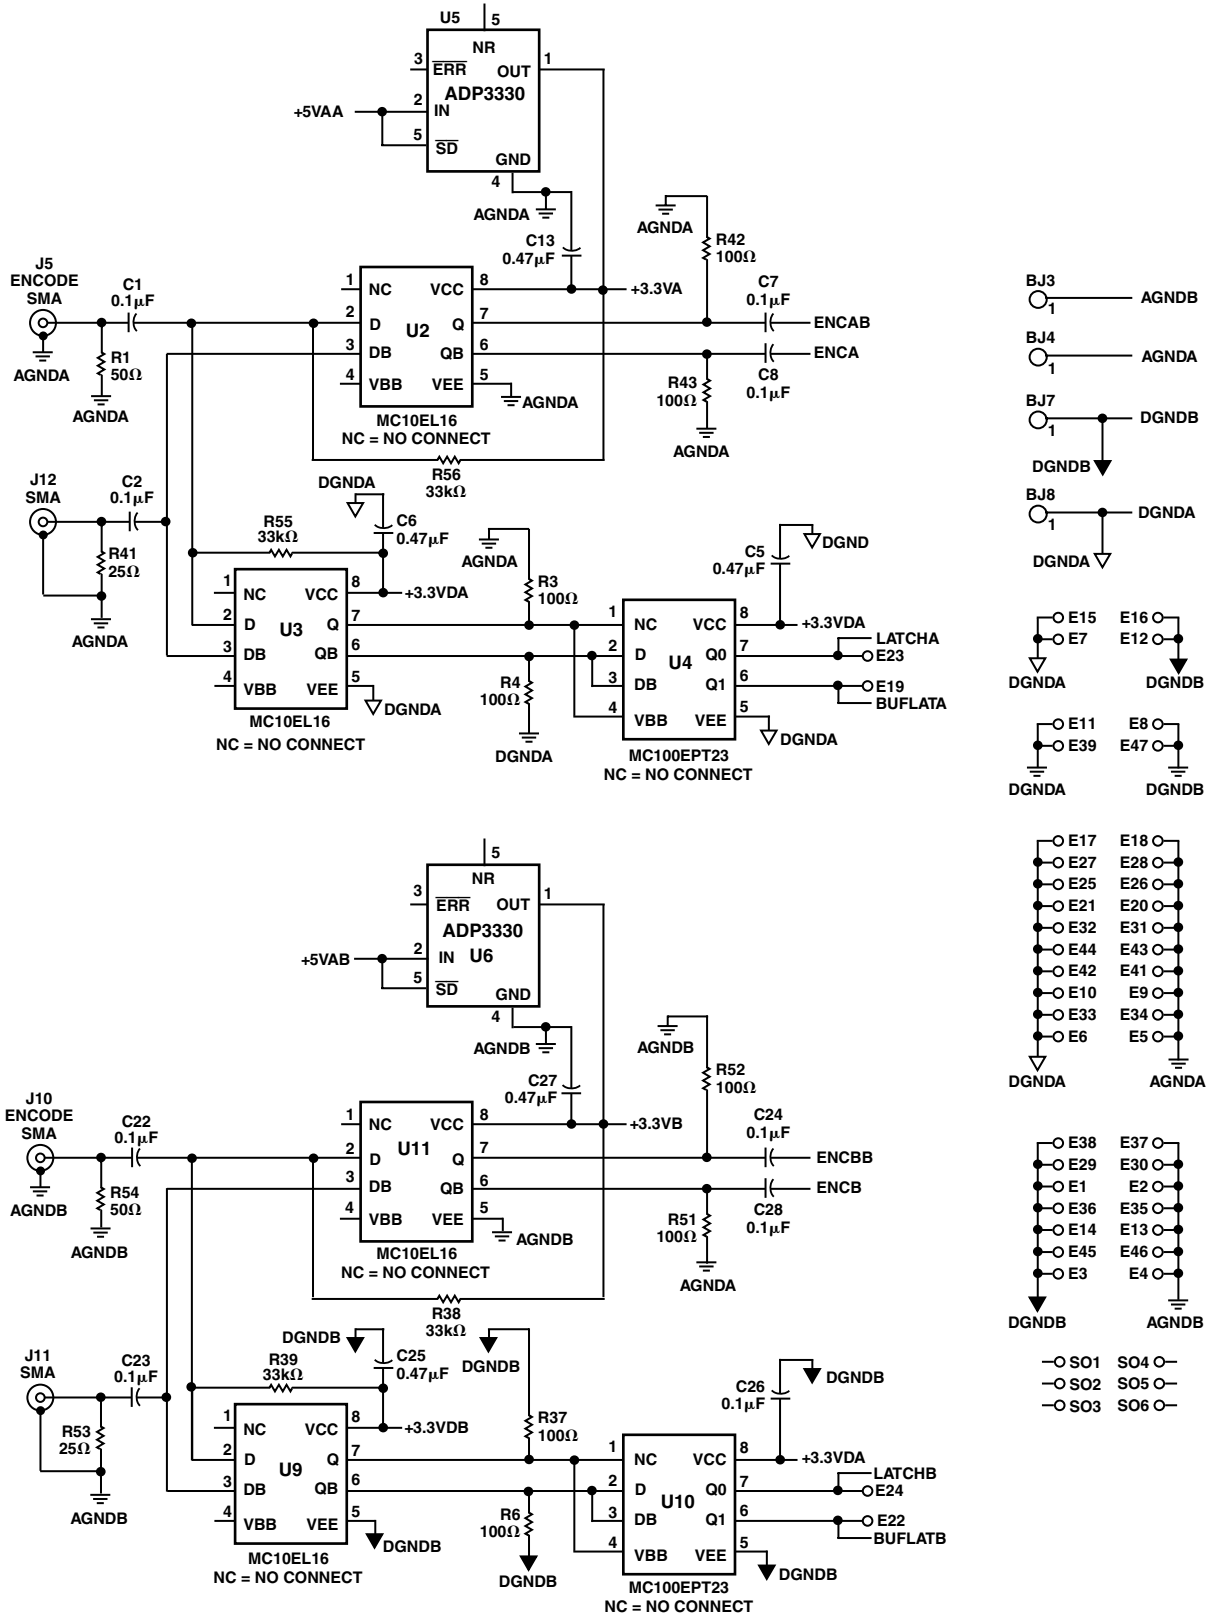 U5
5
NR
3
ERR
OUT
1
ADP3330
+5VAA
2
IN
5
SD
GND
4
AGNDA
C13
0.47μF
AGNDA
R42
100Ω
J5
ENCODE
SMA
C1
0.1μF
AGNDA
R1
50Ω
AGNDA
1
NC
VCC
8
+3.3VA
2
D
U2
Q
7
3
DB
QB
6
4
VBB
VEE
5
AGNDA
MC10EL16
NC = NO CONNECT
C7
0.1μF
ENCAB
ENCA
C8
0.1μF
R43
100Ω
AGNDA
R56
33kΩ
J12
SMA
C2
0.1μF
R41
25Ω
AGNDA
DGNDA
R55
33kΩ
C6
0.47μF
1
NC
VCC
8
+3.3VDA
2
D
U3
Q
7
3
DB
QB
6
4
VBB
VEE
5
DGNDA
MC10EL16
NC = NO CONNECT
AGNDA
R3
100Ω
R4
100Ω
DGNDA
C5
0.47μF
DGND
1
NC
VCC
8
+3.3VDA
2
D
U4
Q0
7
3
DB
Q1
6
4
VBB
VEE
5
LATCHA
E23
E19
BUFLATA
DGNDA
MC100EPT23
NC = NO CONNECT
BJ3
1
AGNDB
BJ4
1
AGNDA
BJ7
1
DGNDB
DGNDB
BJ8
1
DGNDA
DGNDA
E15 E16
E7 E12
DGNDA DGNDB
E11 E8
E39 E47
DGNDA DGNDB
E17 E18
E27 E28
E25 E26
E21 E20
E32 E31
E44 E43
E42 E41
E10 E9
E33 E34
E6 E5
DGNDA AGNDA
E38 E37
E29 E30
E1 E2
E36 E35
E14 E13
E45 E46
E3 E4
DGNDB AGNDB
SO1 SO4
SO2 SO5
SO3 SO6
5
NR
3
ERR
OUT
1
ADP3330
+5VAB
2
IN
U6
5
SD
GND
4
AGNDB
C27
0.47μF
AGNDB
R52
100Ω
J10
ENCODE
SMA
C22
0.1μF
AGNDB
R54
50Ω
AGNDB
1
NC
VCC
8
+3.3VB
2
D
U11
Q
7
3
DB
QB
6
4
VBB
VEE
5
AGNDB
MC10EL16
NC = NO CONNECT
C24
0.1μF
ENCBB
ENCB
C28
0.1μF
R51
100Ω
AGNDA
R38
33kΩ
J11
SMA
C23
0.1μF
R53
25Ω
AGNDB
DGNDB
R39
33kΩ
C25
0.47μF
1
NC
VCC
8
+3.3VDB
2
D
U9
Q
7
3
DB
QB
6
4
VBB
VEE
5
DGNDB
MC10EL16
NC = NO CONNECT
DGNDB
R37
100Ω
R6
100Ω
DGNDB
C26
0.1μF
DGNDB
1
NC
VCC
8
+3.3VDA
2
D
U10
Q0
7
3
DB
Q1
6
4
VBB
VEE
5
LATCHB
E24
E22
BUFLATB
DGNDB
MC100EPT23
NC = NO CONNECT